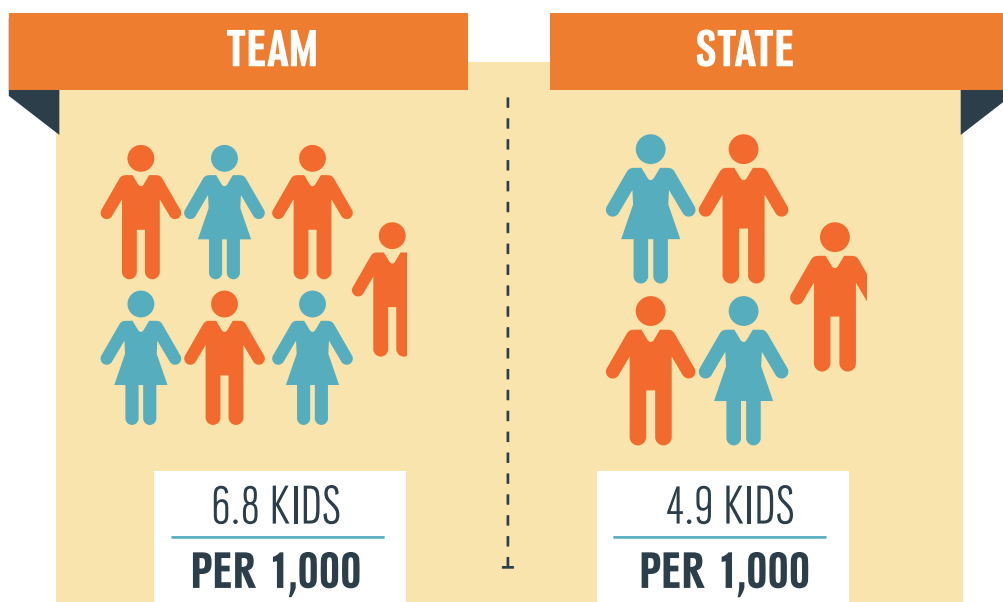 TEAM
STATE
6.8 KIDS
PER 1,000
4.9 KIDS
PER 1,000